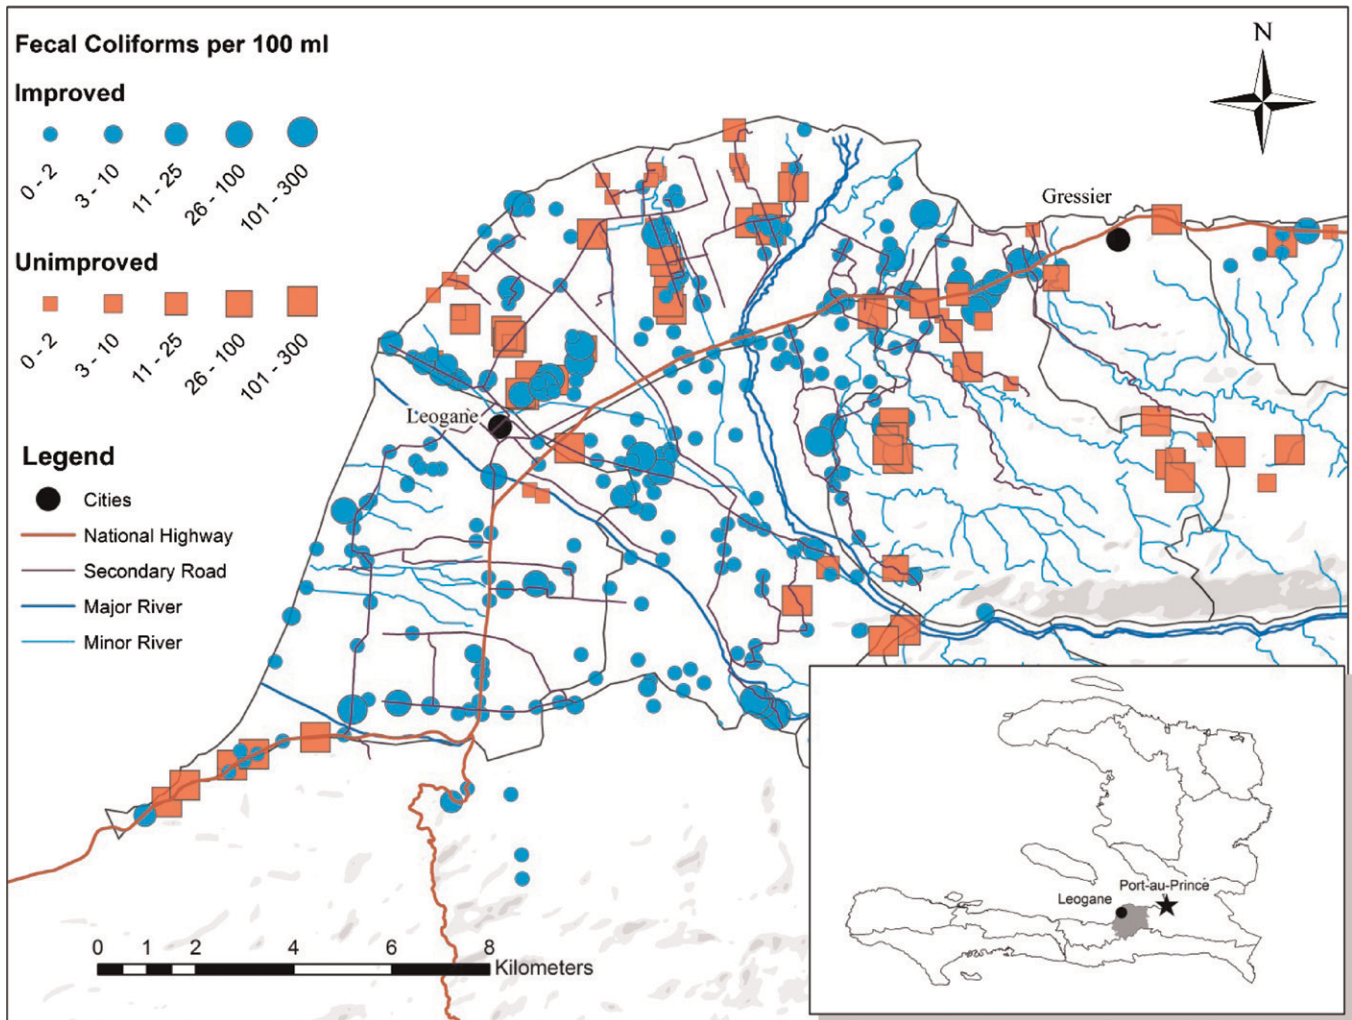 Fecal Coliforms per 100 ml
Improved
0 - 2
3 - 10
11 - 25
26 - 100
101 - 300
Unimproved
0 - 2
3 - 10
11 - 25
26 - 100
101 - 300
Legend
Cities
National Highway
Secondary Road
Major River
Minor River
N
Gressier
Leogane
0 1 2 4 6 8
Kilometers
Port-au-Prince
Leogane